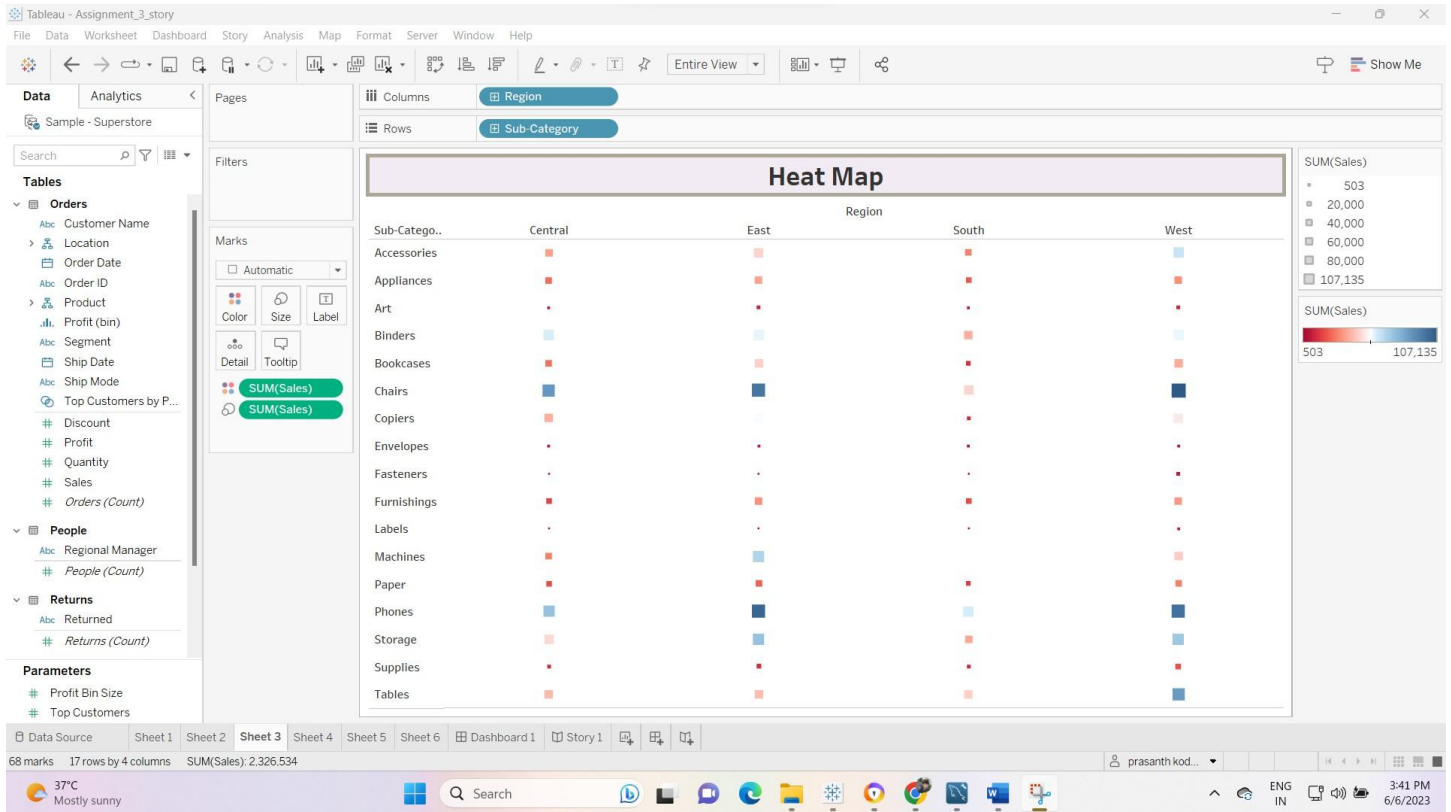 Tableau - Assignment_3_story
File Data Worksheet Dashboard Story Analysis Map Format Server Window Help
Entire View
Show Me
Data Analytics
Sample - Superstore
Search
Tables
Orders
Abc Customer Name
Location
Order Date
Abc Order ID
Product
Profit (bin)
Abc Segment
Ship Date
Abc Ship Mode
Top Customers by P...
# Discount
# Profit
# Quantity
# Sales
# Orders (Count)
People
Abc Regional Manager
# People (Count)
Returns
Abc Returned
# Returns (Count)
Parameters
# Profit Bin Size
# Top Customers
Pages
Filters
Marks
Automatic
Color Size Label
Detail Tooltip
SUM(Sales)
SUM(Sales)
Columns Region
Rows Sub-Category
Heat Map
Region
Sub-Catego.. Central East South West
Accessories
Appliances
Art
Binders
Bookcases
Chairs
Copiers
Envelopes
Fasteners
Furnishings
Labels
Machines
Paper
Phones
Storage
Supplies
Tables
SUM(Sales)
503
20,000
40,000
60,000
80,000
107,135
SUM(Sales)
503 107,135
Data Source Sheet 1 Sheet 2 Sheet 3 Sheet 4 Sheet 5 Sheet 6 Dashboard 1 Story 1
68 marks 17 rows by 4 columns SUM(Sales): 2,326,534
prasanth kod...
37°C
Mostly sunny
Search
ENG
IN
3:41 PM
6/6/2023